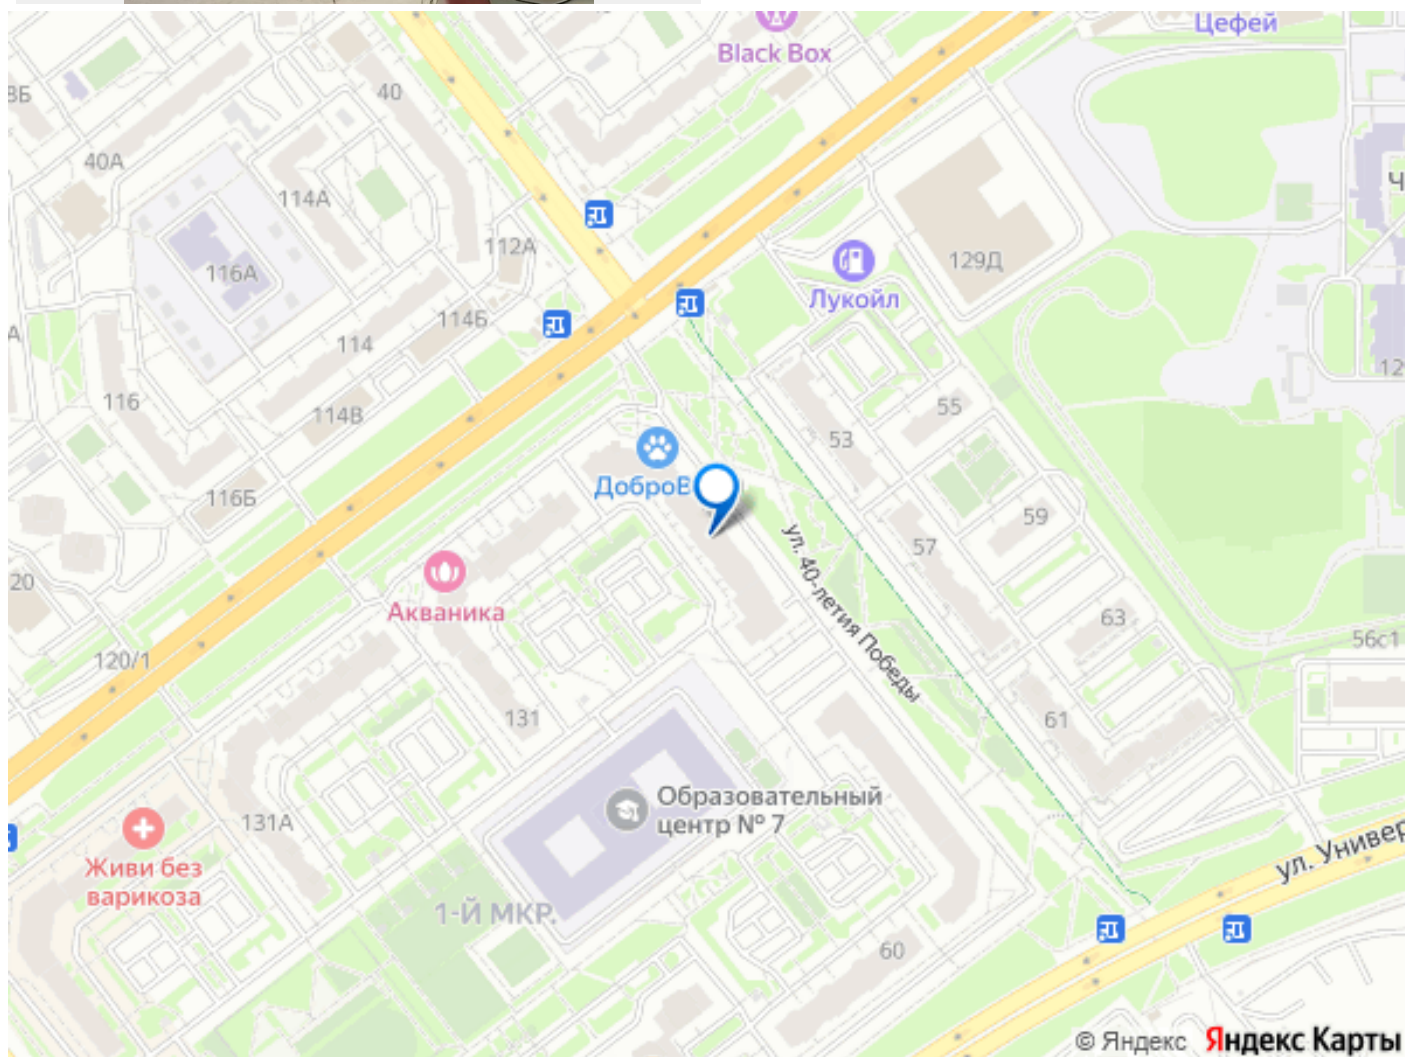 Цефей
Black Box
8Б
40
40А
114А
112А
116А
129Д
Лукойл
114Б
114
А
116
114В
55
53
ДоброВ
116Б
59
57
ул. 40-летия Победы
20
Акваника
63
56с1
120/1
131
61
Образовательный
центр № 7
131А
ул. Универ
Живи без
варикоза
1-Й МКР.
60
© Яндекс Яндекс Карты